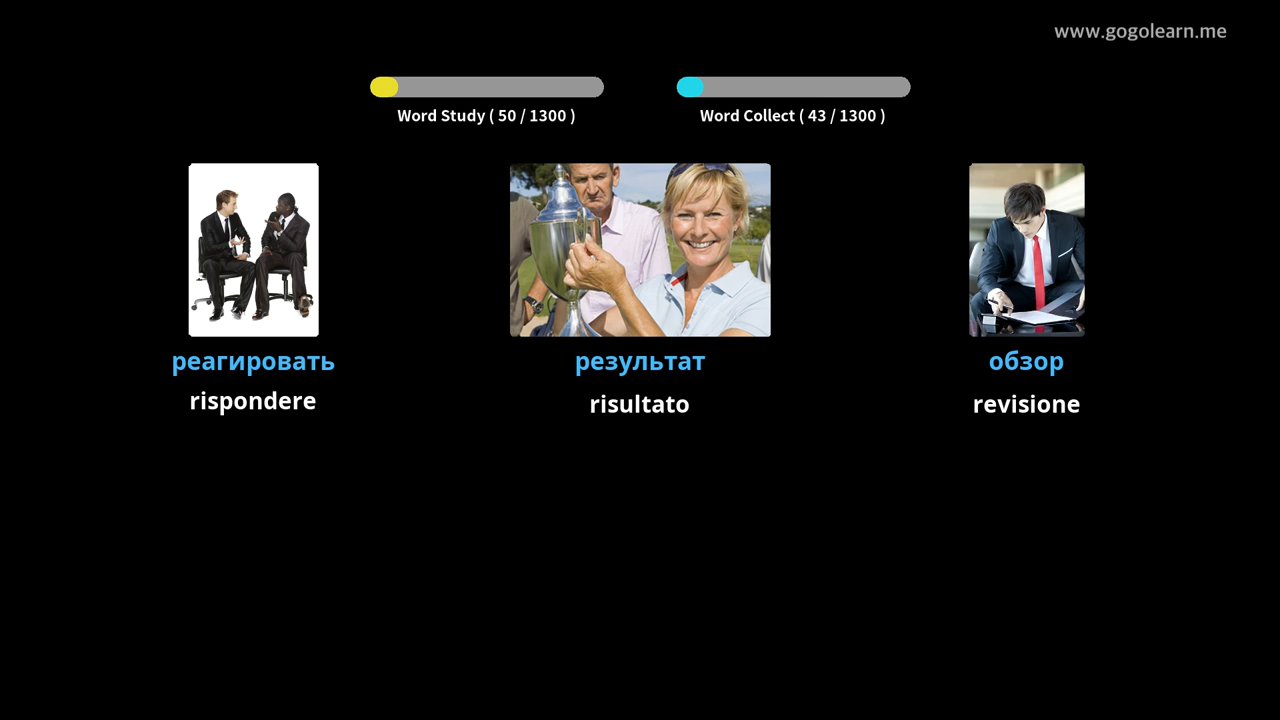 www.gogolearn.me
Word Study ( 50 / 1300 )
Word Collect ( 43 / 1300 )
реагировать
результат
обзор
rispondere
risultato
revisione